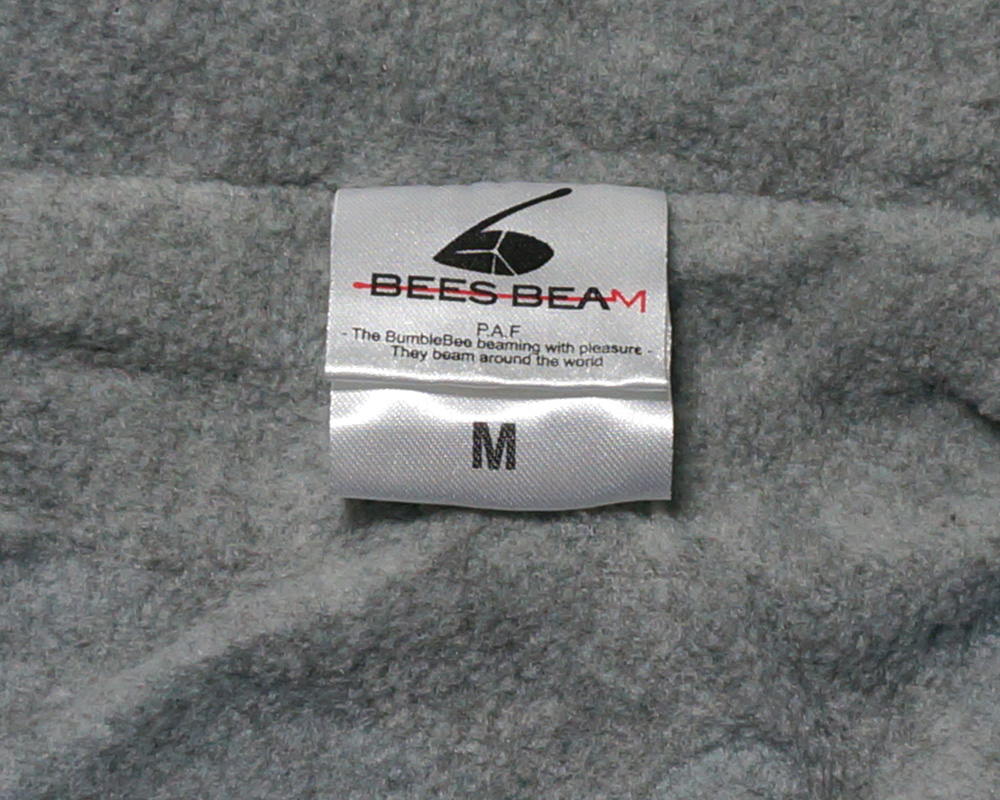 BEES BEAM
P.A.F
- The BumbleBee beaming with pleasure -
They beam around the world
M